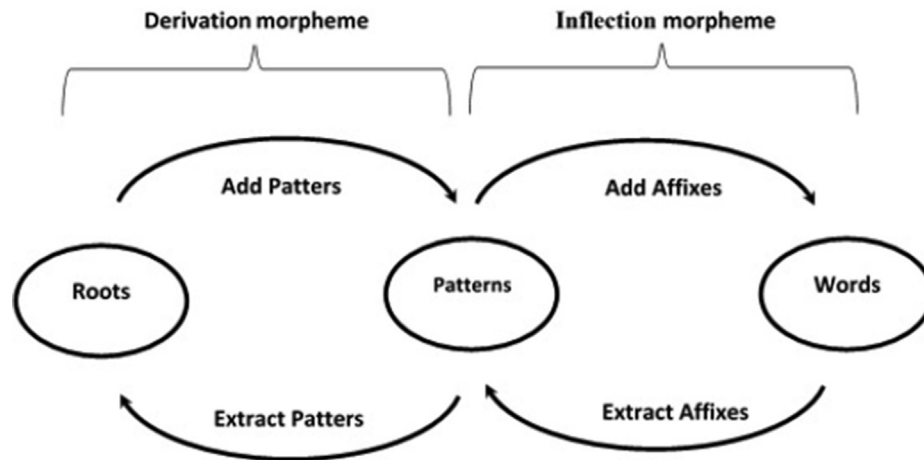 Derivation morpheme
Inflection morpheme
Add Patters
Add Affixes
Roots
Patterns
Words
Extract Patters
Extract Affixes